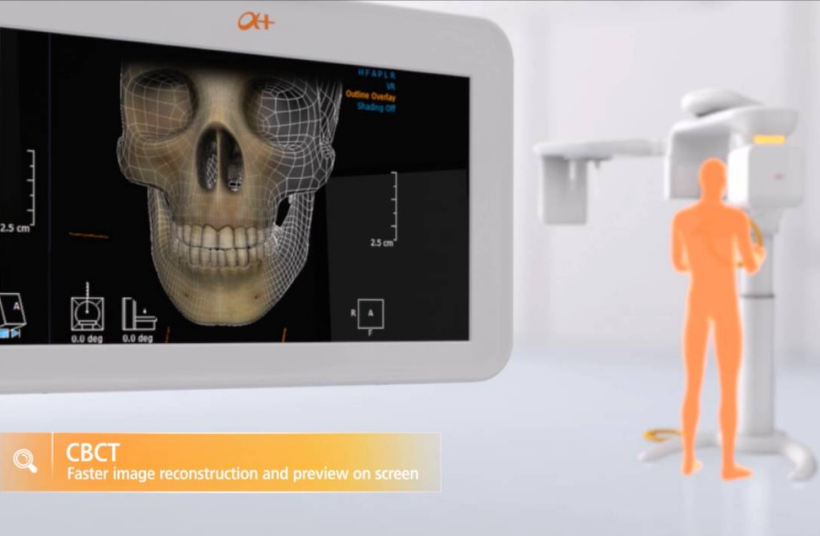 α+
H F A P L R
VR
Outline Overlay
Shading Off
2.5 cm
2.5 cm
A
0.0 deg
0.0 deg
R
A
F
CBCT
Faster image reconstruction and preview on screen